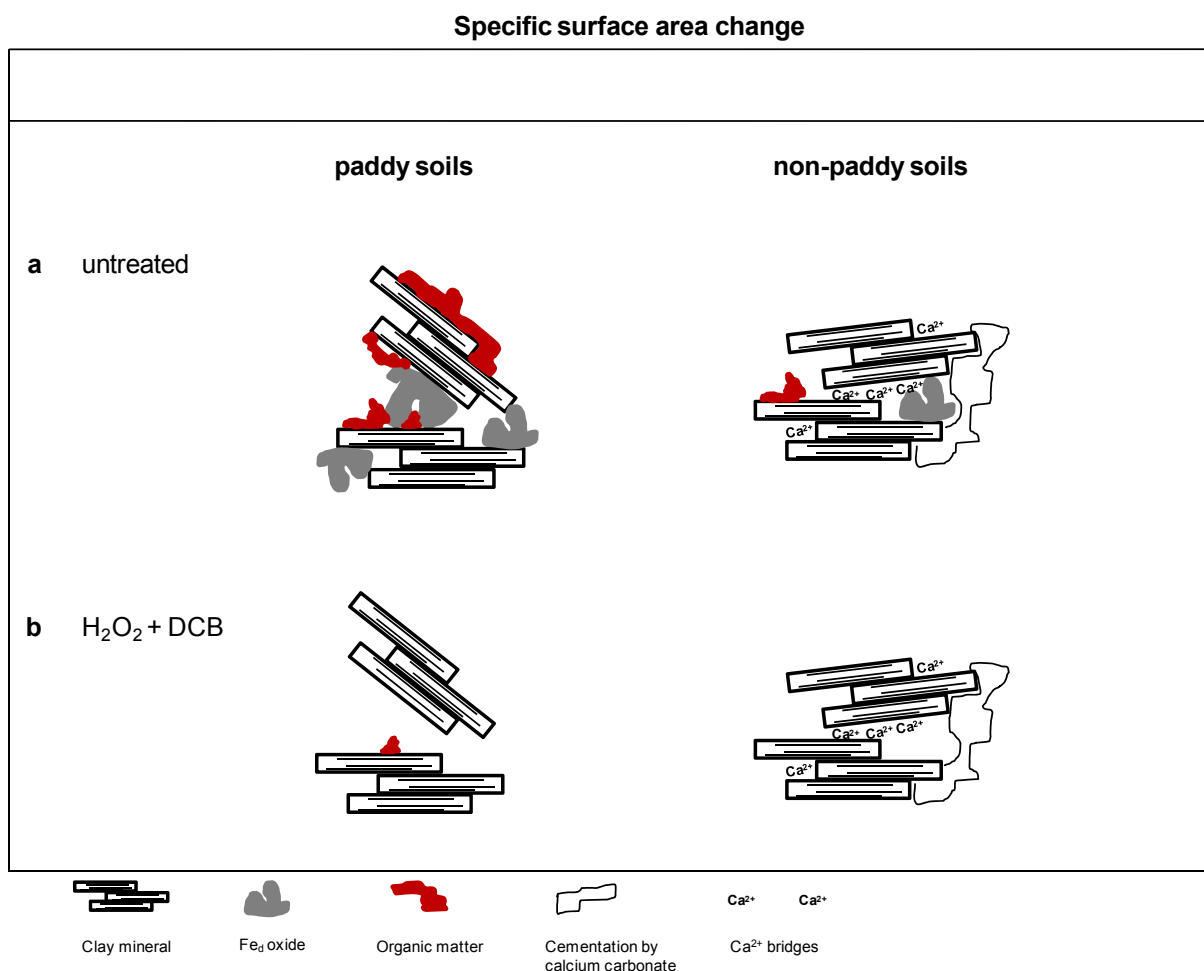 Specific surface area change
paddy soils
non-paddy soils
a untreated
Ca²⁺
Ca²⁺ Ca²⁺ Ca²⁺
Ca²⁺
b H₂O₂ + DCB
Ca²⁺
Ca²⁺ Ca²⁺ Ca²⁺
Ca²⁺
Ca²⁺ Ca²⁺
Clay mineral
Fe_d oxide
Organic matter
Cementation by
calcium carbonate
Ca²⁺ bridges